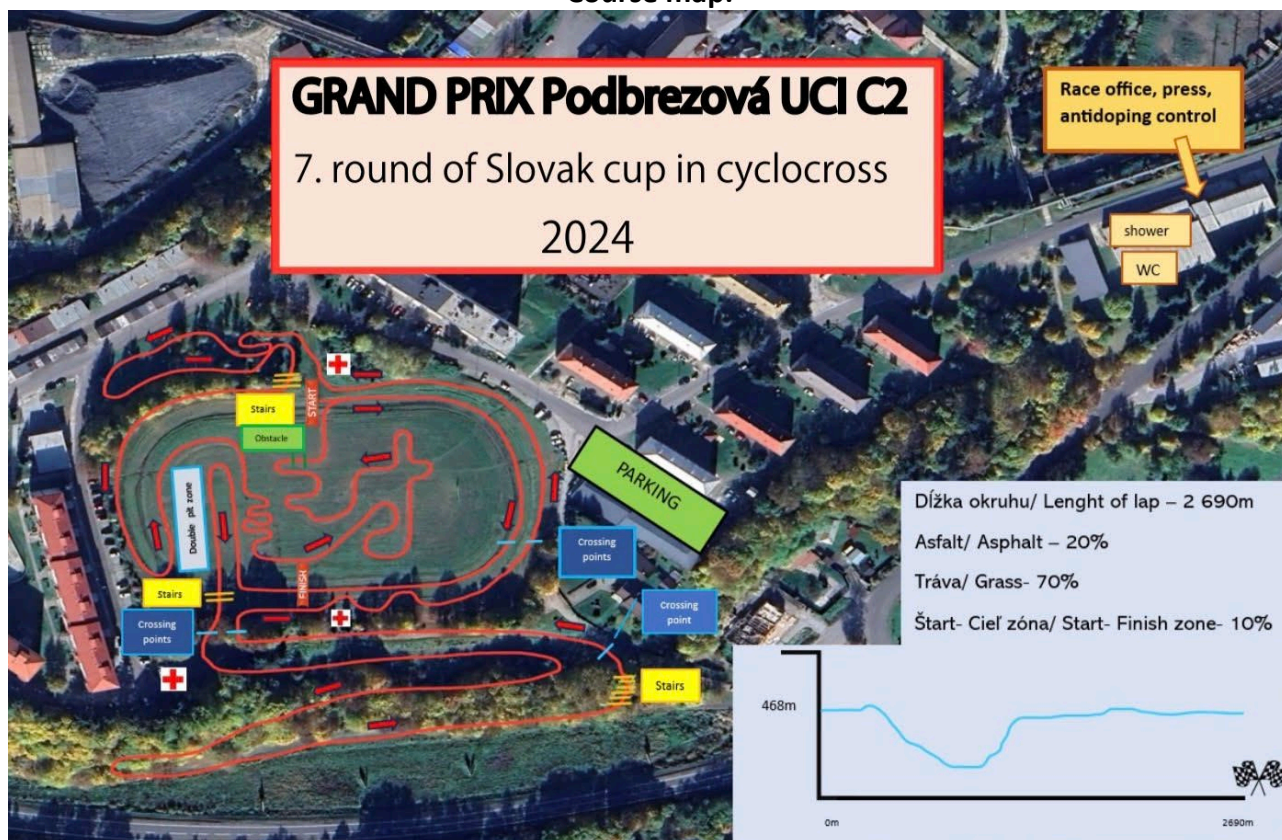 Course map:
GRAND PRIX Podbrezová UCI C2
7. round of Slovak cup in cyclocross
2024
Race office, press,
antidoping control
shower
WC
Stairs
START
Obstacle
PARKING
Double pit zone
Crossing
points
Stairs
FINISH
Crossing
points
Crossing
point
Stairs
Dĺžka okruhu/ Lenght of lap – 2 690m
Asfalt/ Asphalt – 20%
Tráva/ Grass- 70%
Štart- Cieľ zóna/ Start- Finish zone- 10%
468m
0m
2690m